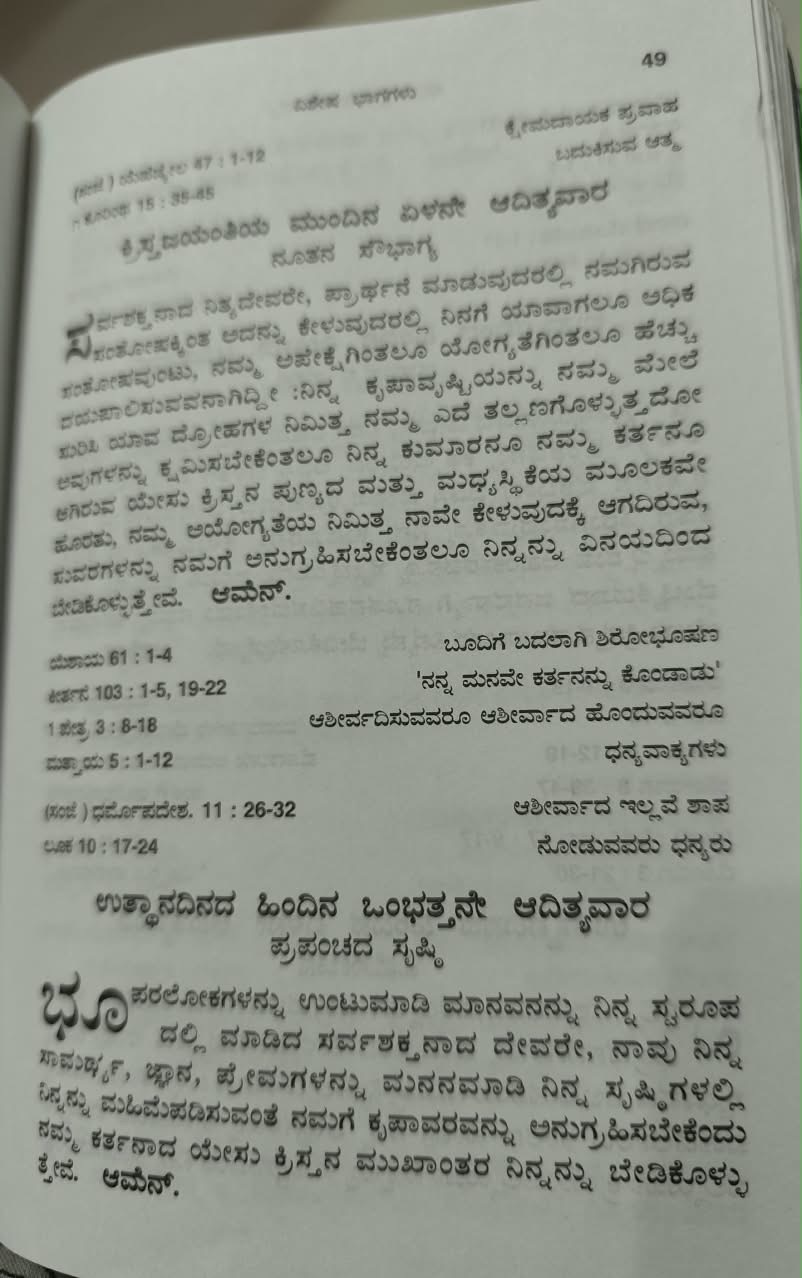 49
ವಿಶೇಷ ಭಾಗಗಳು
(ಸಂಜೆ) ಯೆಹೆಜ್ಕೇಲ 47 : 1-12 ಕ್ಷೇಮದಾಯಕ ಪ್ರವಾಹ
1 ಕೊರಿಂಥ 15 : 35-45 ಬದುಕಿಸುವ ಆತ್ಮ
ಕ್ರಿಸ್ತಜಯಂತಿಯ ಮುಂದಿನ ಏಳನೇ ಆದಿತ್ಯವಾರ
ನೂತನ ಸೌಭಾಗ್ಯ
ಸರ್ವಶಕ್ತನಾದ ನಿತ್ಯದೇವರೇ, ಪ್ರಾರ್ಥನೆ ಮಾಡುವುದರಲ್ಲಿ ನಮಗಿರುವ
ಸಂತೋಷಕ್ಕಿಂತ ಅದನ್ನು ಕೇಳುವುದರಲ್ಲಿ ನಿನಗೆ ಯಾವಾಗಲೂ ಅಧಿಕ
ಸಂತೋಷವುಂಟು, ನಮ್ಮ ಅಪೇಕ್ಷೆಗಿಂತಲೂ ಯೋಗ್ಯತೆಗಿಂತಲೂ ಹೆಚ್ಚು
ದಯಪಾಲಿಸುವವನಾಗಿದ್ದೀ :ನಿನ್ನ ಕೃಪಾವೃಷ್ಟಿಯನ್ನು ನಮ್ಮ ಮೇಲೆ
ಸುರಿಸಿ ಯಾವ ದ್ರೋಹಗಳ ನಿಮಿತ್ತ ನಮ್ಮ ಎದೆ ತಲ್ಲಣಗೊಳ್ಳುತ್ತದೋ
ಅವುಗಳನ್ನು ಕ್ಷಮಿಸಬೇಕೆಂತಲೂ ನಿನ್ನ ಕುಮಾರನೂ ನಮ್ಮ ಕರ್ತನೂ
ಆಗಿರುವ ಯೇಸು ಕ್ರಿಸ್ತನ ಪುಣ್ಯದ ಮತ್ತು ಮಧ್ಯಸ್ಥಿಕೆಯ ಮೂಲಕವೇ
ಹೊರತು, ನಮ್ಮ ಅಯೋಗ್ಯತೆಯ ನಿಮಿತ್ತ ನಾವೇ ಕೇಳುವುದಕ್ಕೆ ಆಗದಿರುವ,
ಸುವರಗಳನ್ನು ನಮಗೆ ಅನುಗ್ರಹಿಸಬೇಕೆಂತಲೂ ನಿನ್ನನ್ನು ವಿನಯದಿಂದ
ಬೇಡಿಕೊಳ್ಳುತ್ತೇವೆ. ಆಮೆನ್.
ಯೆಶಾಯ 61 : 1-4 ಬೂದಿಗೆ ಬದಲಾಗಿ ಶಿರೋಭೂಷಣ
ಕೀರ್ತನೆ 103 : 1-5, 19-22 'ನನ್ನ ಮನವೇ ಕರ್ತನನ್ನು ಕೊಂಡಾಡು'
1 ಪೇತ್ರ 3 : 8-18 ಆಶೀರ್ವದಿಸುವವರೂ ಆಶೀರ್ವಾದ ಹೊಂದುವವರೂ
ಮತ್ತಾಯ 5 : 1-12 ಧನ್ಯವಾಕ್ಯಗಳು
(ಸಂಜೆ) ಧರ್ಮೋಪದೇಶ. 11 : 26-32 ಆಶೀರ್ವಾದ ಇಲ್ಲವೆ ಶಾಪ
ಲೂಕ 10 : 17-24 ನೋಡುವವರು ಧನ್ಯರು
ಉತ್ಥಾನದಿನದ ಹಿಂದಿನ ಒಂಭತ್ತನೇ ಆದಿತ್ಯವಾರ
ಪ್ರಪಂಚದ ಸೃಷ್ಠಿ
ಭೂಪರಲೋಕಗಳನ್ನು ಉಂಟುಮಾಡಿ ಮಾನವನನ್ನು ನಿನ್ನ ಸ್ವರೂಪ
ದಲ್ಲಿ ಮಾಡಿದ ಸರ್ವಶಕ್ತನಾದ ದೇವರೇ, ನಾವು ನಿನ್ನ
ಸಾಮರ್ಥ್ಯ, ಜ್ಞಾನ, ಪ್ರೇಮಗಳನ್ನು ಮನನಮಾಡಿ ನಿನ್ನ ಸೃಷ್ಠಿಗಳಲ್ಲಿ
ನಿನ್ನನ್ನು ಮಹಿಮೆಪಡಿಸುವಂತೆ ನಮಗೆ ಕೃಪಾವರವನ್ನು ಅನುಗ್ರಹಿಸಬೇಕೆಂದು
ನಮ್ಮ ಕರ್ತನಾದ ಯೇಸು ಕ್ರಿಸ್ತನ ಮುಖಾಂತರ ನಿನ್ನನ್ನು ಬೇಡಿಕೊಳ್ಳು
ತ್ತೇವೆ. ಆಮೆನ್.